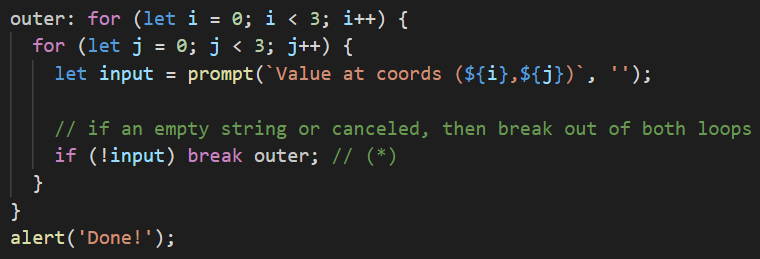 outer: for (let i = 0; i < 3; i++) {
  for (let j = 0; j < 3; j++) {
    let input = prompt(`Value at coords (${i},${j})`, '');

    // if an empty string or canceled, then break out of both loops
    if (!input) break outer; // (*)
  }
}
alert('Done!');